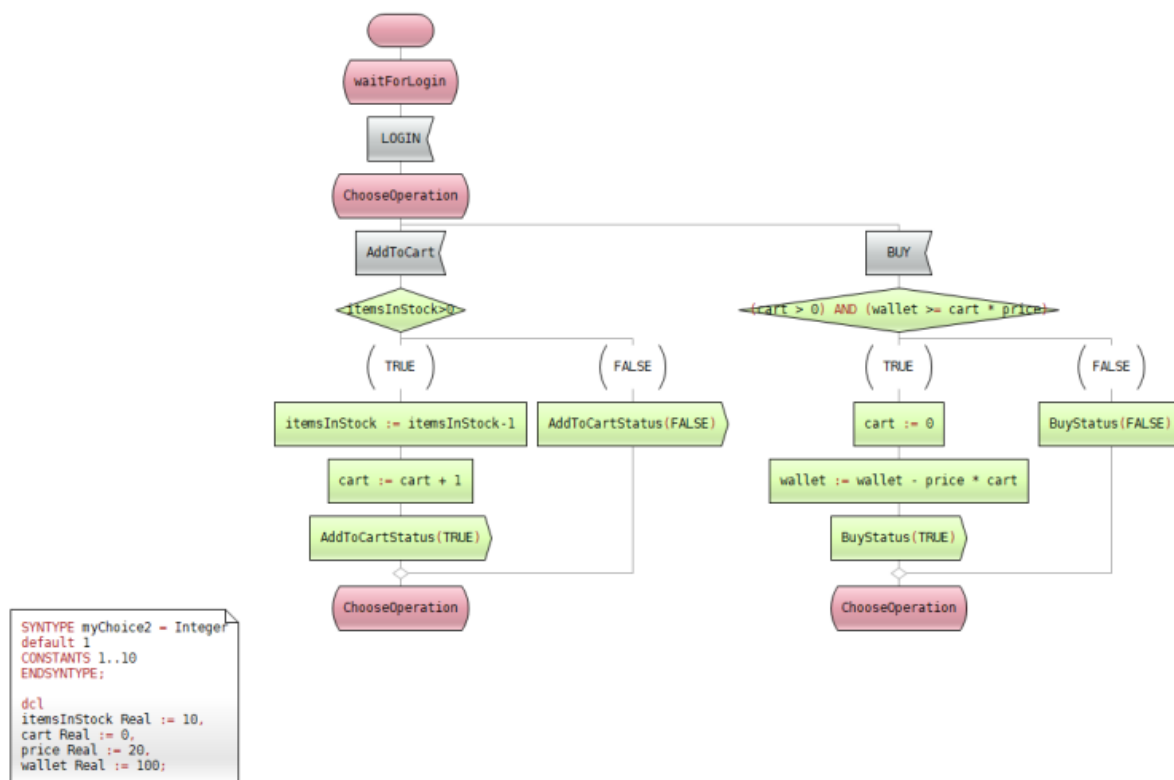 waitForLogin
LOGIN
ChooseOperation
AddToCart
BUY
itemsInStock>0
(cart > 0) AND (wallet >= cart * price)
TRUE
FALSE
TRUE
FALSE
itemsInStock := itemsInStock-1
AddToCartStatus(FALSE)
cart := 0
BuyStatus(FALSE)
cart := cart + 1
wallet := wallet - price * cart
AddToCartStatus(TRUE)
BuyStatus(TRUE)
ChooseOperation
ChooseOperation
SYNTYPE myChoice2 = Integer
default 1
CONSTANTS 1..10
ENDSYNTYPE;
dcl
itemsInStock Real := 10,
cart Real := 0,
price Real := 20,
wallet Real := 100;